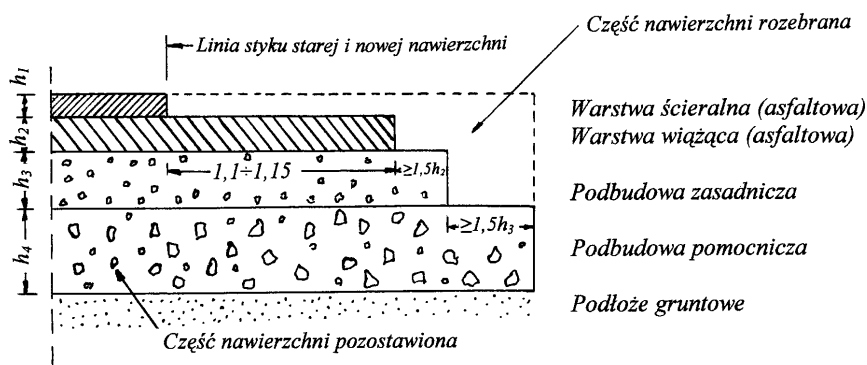 Linia styku starej i nowej nawierzchni
Część nawierzchni rozebrana
h₁
h₂
h₃
h₄
Warstwa ścieralna (asfaltowa)
Warstwa wiążąca (asfaltowa)
1,1÷1,15
≥1,5h₂
Podbudowa zasadnicza
≥1,5h₃
Podbudowa pomocnicza
Podłoże gruntowe
Część nawierzchni pozostawiona